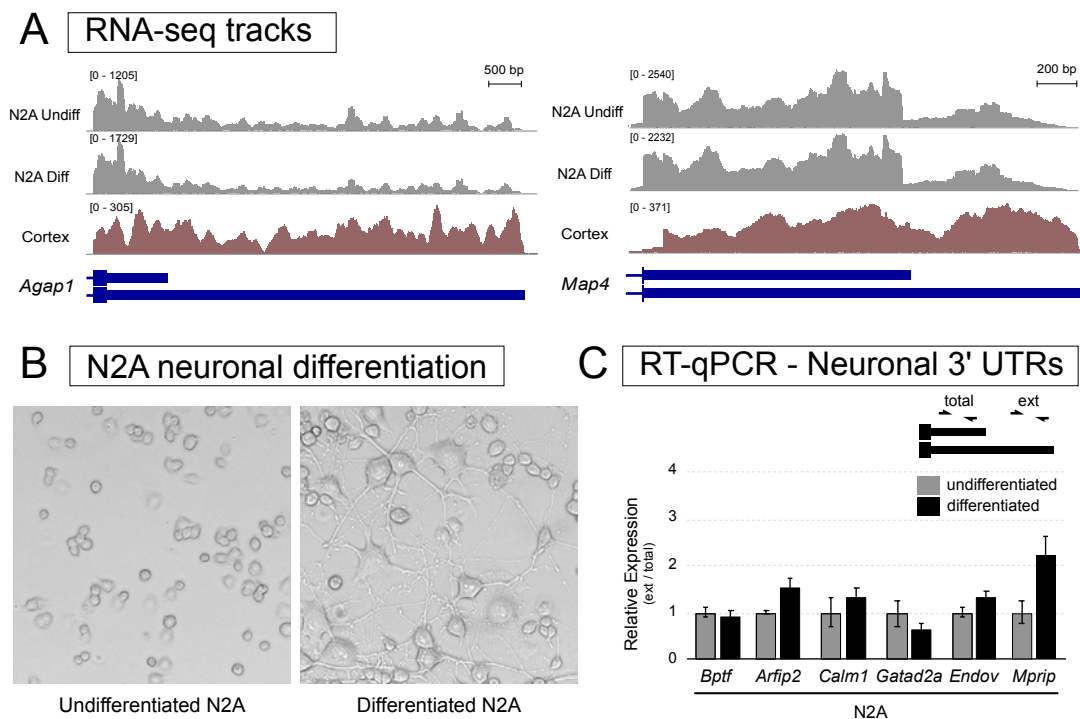 A RNA-seq tracks
[0 - 1205]
500 bp
N2A Undiff
[0 - 1729]
N2A Diff
[0 - 305]
Cortex
Agap1
[0 - 2540]
200 bp
N2A Undiff
[0 - 2232]
N2A Diff
[0 - 371]
Cortex
Map4
B N2A neuronal differentiation
Undifferentiated N2A
Differentiated N2A
C RT-qPCR - Neuronal 3' UTRs
total ext
undifferentiated
differentiated
Relative Expression
(ext / total)
4
3
2
1
0
Bptf Arfip2 Calm1 Gatad2a Endov Mprip
N2A